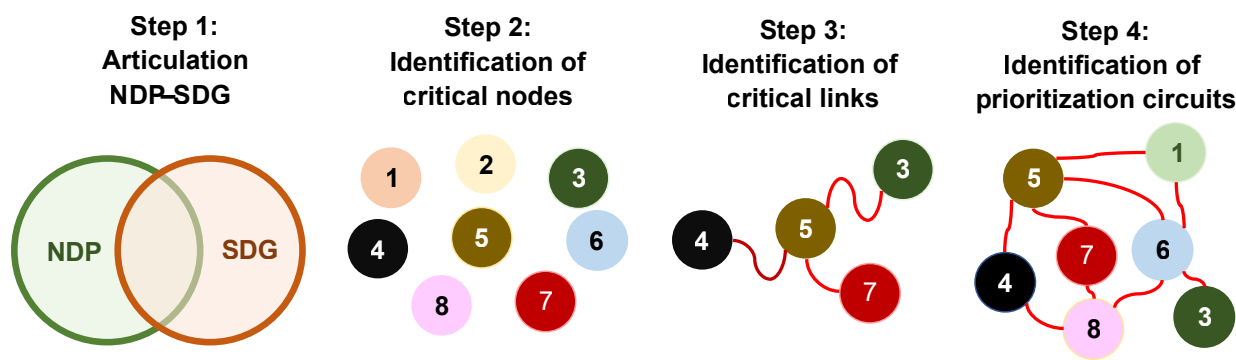 Step 1:
Articulation
NDP–SDG
NDP
SDG
Step 2:
Identification of
critical nodes
1
2
3
4
5
6
8
7
Step 3:
Identification of
critical links
3
4
5
7
Step 4:
Identification of
prioritization circuits
1
5
7
6
4
8
3